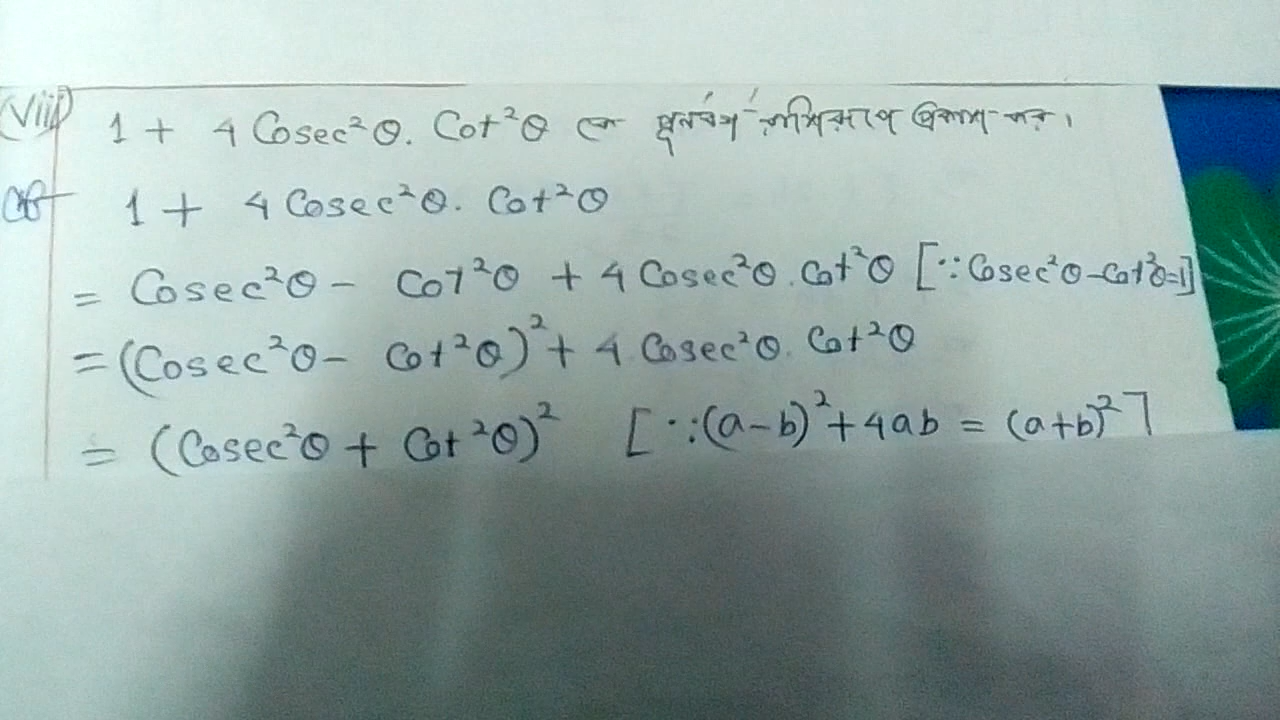 (viii) 1 + 4 Cosec²θ. Cot²θ কে পূর্নবর্গ রাশিরূপে প্রকাশ কর।
1 + 4 Cosec²θ. Cot²θ
= Cosec²θ - Cot²θ + 4 Cosec²θ. Cot²θ [∵ Cosec²θ - Cot²θ=1]
= (Cosec²θ - Cot²θ)² + 4 Cosec²θ. Cot²θ
= (Cosec²θ + Cot²θ)² [∵ (a-b)² + 4ab = (a+b)²]